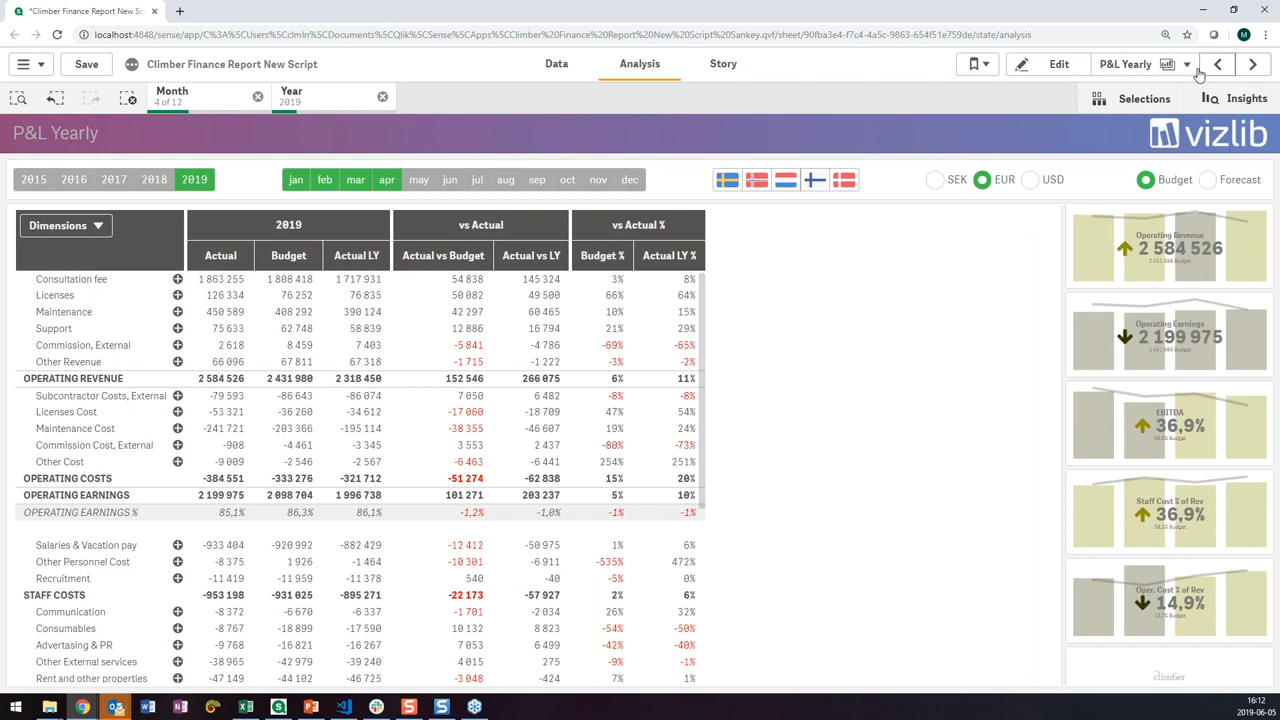 *Climber Finance Report New Scri
localhost:4848/sense/app/C%3A%5CUsers%5Cclmln%5CDocuments%5CQlik%5CSense%5CApps%5CClimber%20Finance%20Report%20New%20Script%20Sankey.qvf/sheet/90fba3e4-f7c4-4a5c-9863-654f51e759de/state/analysis
M
Save Climber Finance Report New Script Data Analysis Story Edit P&L Yearly
Month
4 of 12
Year
2019
Selections Insights
P&L Yearly vizlib
2015 2016 2017 2018 2019 jan feb mar apr may jun jul aug sep oct nov dec SEK EUR USD Budget Forecast
Dimensions 2019 vs Actual vs Actual %
Actual Budget Actual LY Actual vs Budget Actual vs LY Budget % Actual LY %
Consultation fee 1 863 255 1 808 418 1 717 931 54 838 145 324 3% 8%
Licenses 126 334 76 252 76 835 50 082 49 500 66% 64%
Maintenance 450 589 408 292 390 124 42 297 60 465 10% 15%
Support 75 633 62 748 58 839 12 886 16 794 21% 29%
Commission, External 2 618 8 459 7 403 -5 841 -4 786 -69% -65%
Other Revenue 66 096 67 811 67 318 -1 715 -1 222 -3% -2%
OPERATING REVENUE 2 584 526 2 431 980 2 318 450 152 546 266 075 6% 11%
Subcontractor Costs, External -79 593 -86 643 -86 074 7 050 6 482 -8% -8%
Licenses Cost -53 321 -36 260 -34 612 -17 060 -18 709 47% 54%
Maintenance Cost -241 721 -203 366 -195 114 -38 355 -46 607 19% 24%
Commission Cost, External -908 -4 461 -3 345 3 553 2 437 -80% -73%
Other Cost -9 009 -2 546 -2 567 -6 463 -6 441 254% 251%
OPERATING COSTS -384 551 -333 276 -321 712 -51 274 -62 838 15% 20%
OPERATING EARNINGS 2 199 975 2 098 704 1 996 738 101 271 203 237 5% 10%
OPERATING EARNINGS % 85,1% 86,3% 86,1% -1,2% -1,0% -1% -1%
Salaries & Vacation pay -933 404 -920 992 -882 429 -12 412 -50 975 1% 6%
Other Personnel Cost -8 375 1 926 -1 464 -10 301 -6 911 -535% 472%
Recruitment -11 419 -11 959 -11 378 540 -40 -5% 0%
STAFF COSTS -953 198 -931 025 -895 271 -22 173 -57 927 2% 6%
Communication -8 372 -6 670 -6 337 -1 701 -2 034 26% 32%
Consumables -8 767 -18 899 -17 590 10 132 8 823 -54% -50%
Advertasing & PR -9 768 -16 821 -16 267 7 053 6 499 -42% -40%
Other External services -38 965 -42 979 -39 240 4 015 275 -9% -1%
Rent and other properties -47 149 -44 102 -46 725 -3 048 -424 7% 1%
Operating Revenue
2 584 526
Operating Earnings
2 199 975
EBITDA
36,9%
Staff Cost % of Rev
36,9%
Oper. Cost % of Rev
14,9%
climber
16:12
2019-06-05